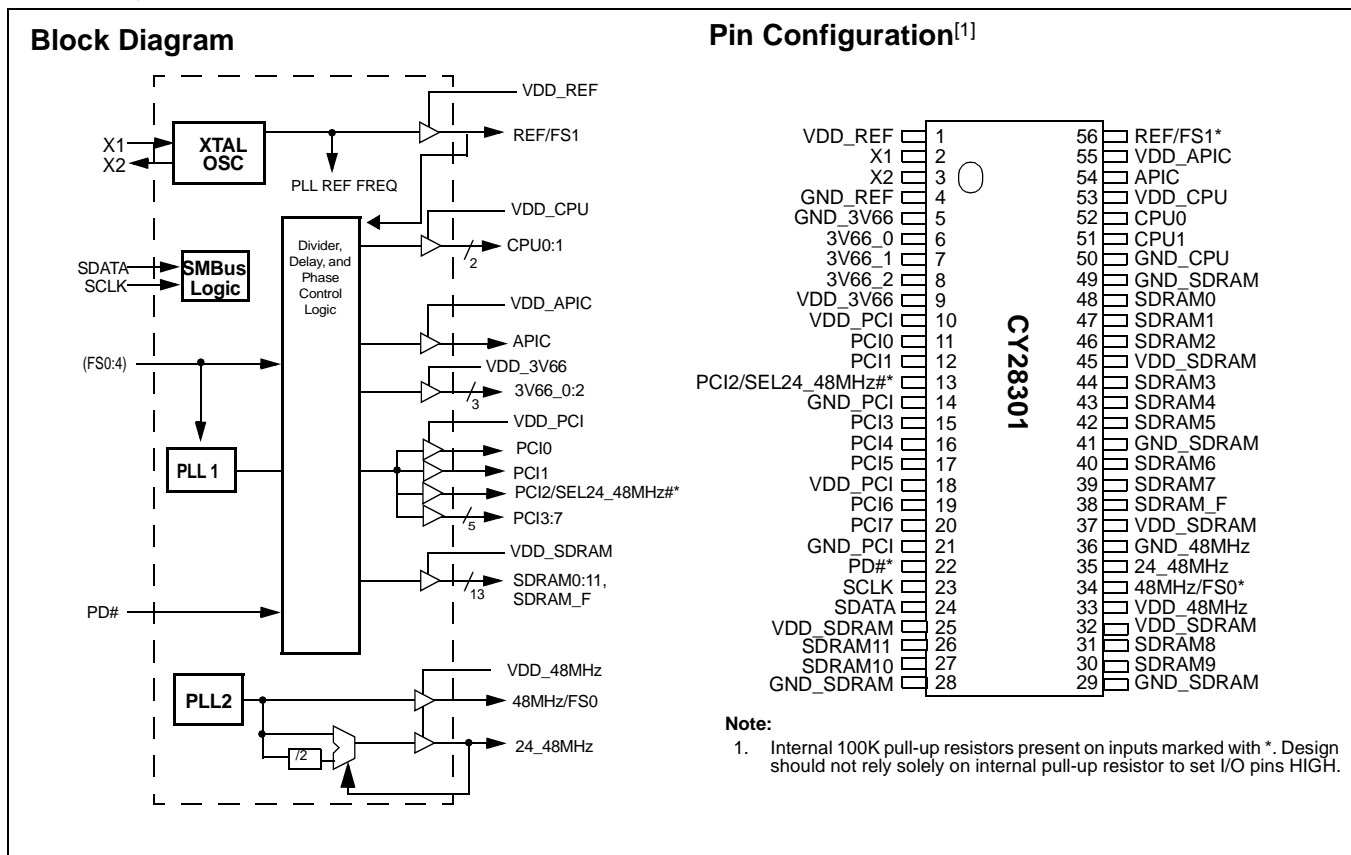 Block Diagram
VDD_REF
X1
X2
XTAL
OSC
REF/FS1
PLL REF FREQ
VDD_CPU
Divider,
Delay, and
Phase
Control
Logic
CPU0:1
2
SDATA
SCLK
SMBus
Logic
VDD_APIC
APIC
(FS0:4)
VDD_3V66
3V66_0:2
3
VDD_PCI
PCI0
PLL 1
PCI1
PCI2/SEL24_48MHz#*
PCI3:7
5
VDD_SDRAM
SDRAM0:11,
SDRAM_F
13
PD#
VDD_48MHz
PLL2
48MHz/FS0
/2
24_48MHz
Pin Configuration[1]
VDD_REF 1 56 REF/FS1*
X1 2 55 VDD_APIC
X2 3 54 APIC
GND_REF 4 53 VDD_CPU
GND_3V66 5 52 CPU0
3V66_0 6 51 CPU1
3V66_1 7 50 GND_CPU
3V66_2 8 49 GND_SDRAM
VDD_3V66 9 48 SDRAM0
VDD_PCI 10 47 SDRAM1
PCI0 11 46 SDRAM2
PCI1 12 45 VDD_SDRAM
PCI2/SEL24_48MHz#* 13 44 SDRAM3
GND_PCI 14 43 SDRAM4
PCI3 15 42 SDRAM5
PCI4 16 41 GND_SDRAM
PCI5 17 40 SDRAM6
VDD_PCI 18 39 SDRAM7
PCI6 19 38 SDRAM_F
PCI7 20 37 VDD_SDRAM
GND_PCI 21 36 GND_48MHz
PD#* 22 35 24_48MHz
SCLK 23 34 48MHz/FS0*
SDATA 24 33 VDD_48MHz
VDD_SDRAM 25 32 VDD_SDRAM
SDRAM11 26 31 SDRAM8
SDRAM10 27 30 SDRAM9
GND_SDRAM 28 29 GND_SDRAM
CY28301
Note:
1. Internal 100K pull-up resistors present on inputs marked with *. Design
should not rely solely on internal pull-up resistor to set I/O pins HIGH.